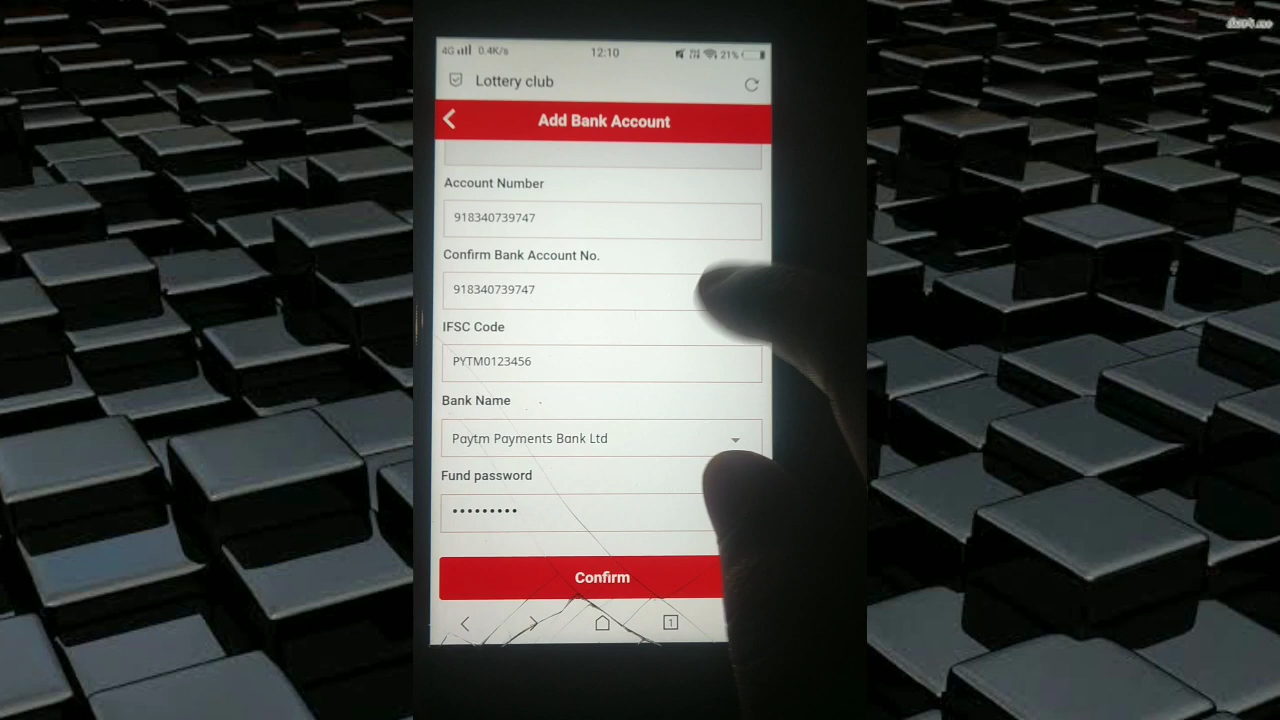 4G 0.4K/s 12:10 21%
Lottery club
Add Bank Account
Account Number
918340739747
Confirm Bank Account No.
918340739747
IFSC Code
PYTM0123456
Bank Name
Paytm Payments Bank Ltd
Fund password
•••••••••
Confirm
1